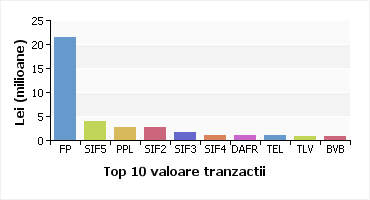 Lei (milioane)
25
20
15
10
5
0
FP SIF5 PPL SIF2 SIF3 SIF4 DAFR TEL TLV BVB
Top 10 valoare tranzactii